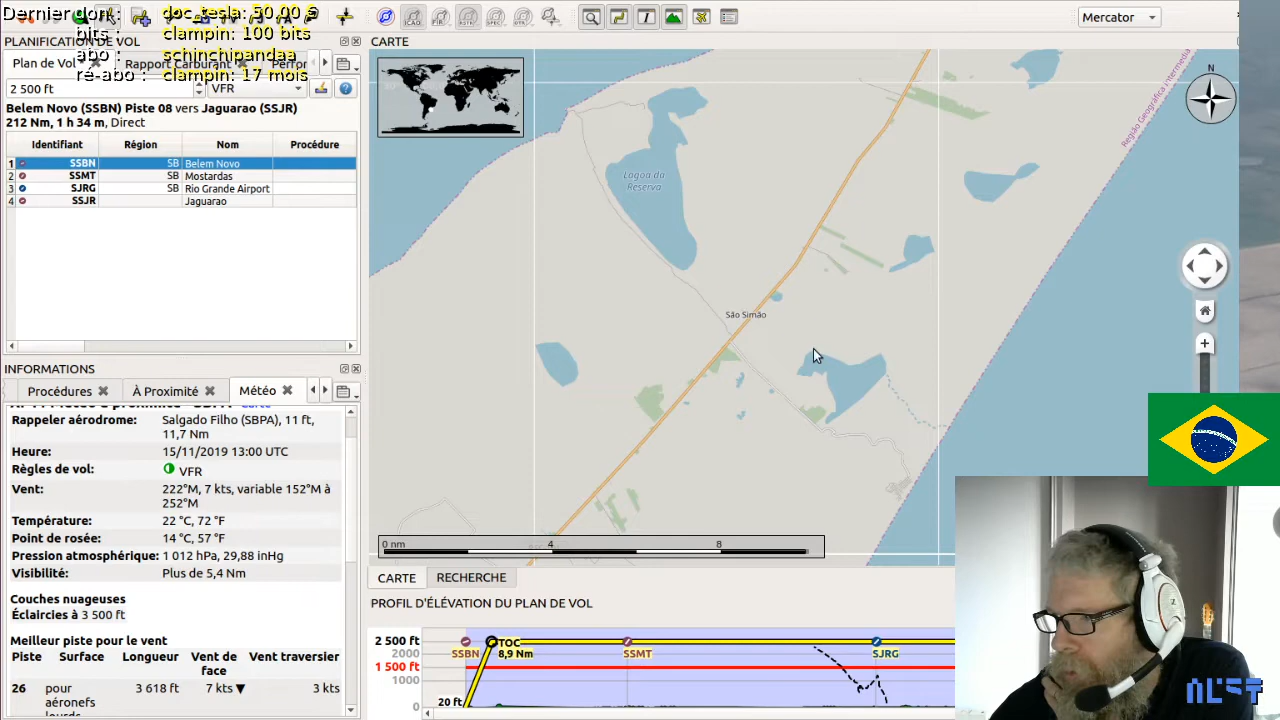 Dernier don : doc_tesla: 50.00 $
bits : clampin: 100 bits
abo : schinchipandaa
re-abo : clampin: 17 mois
Mercator
PLANIFICATION DE VOL
CARTE
Plan de Vol
Rapport Carburant
Perfor
2 500 ft
VFR
Belem Novo (SSBN) Piste 08 vers Jaguarao (SSJR)
212 Nm, 1 h 34 m, Direct
Identifiant Région Nom Procédure
1 SSBN SB Belem Novo
2 SSMT SB Mostardas
3 SJRG SB Rio Grande Airport
4 SSJR Jaguarao
INFORMATIONS
Procédures
À Proximité
Météo
Rappeler aérodrome: Salgado Filho (SBPA), 11 ft,
11,7 Nm
Heure: 15/11/2019 13:00 UTC
Règles de vol: VFR
Vent: 222°M, 7 kts, variable 152°M à
252°M
Température: 22 °C, 72 °F
Point de rosée: 14 °C, 57 °F
Pression atmosphérique: 1 012 hPa, 29,88 inHg
Visibilité: Plus de 5,4 Nm
Couches nuageuses
Éclaircies à 3 500 ft
Meilleur piste pour le vent
Piste Surface Longueur Vent de Vent traversier
face
26 pour 3 618 ft 7 kts ▼ 3 kts
aéronefs
lourds
Lagoa da
Reserva
São Simão
Região Geográfica Intermediá
N
0 nm 4 8
CARTE
RECHERCHE
PROFIL D'ÉLÉVATION DU PLAN DE VOL
2 500 ft
2000
1 500 ft
1000
20 ft
0
SSBN
TOC
8,9 Nm
SSMT
SJRG